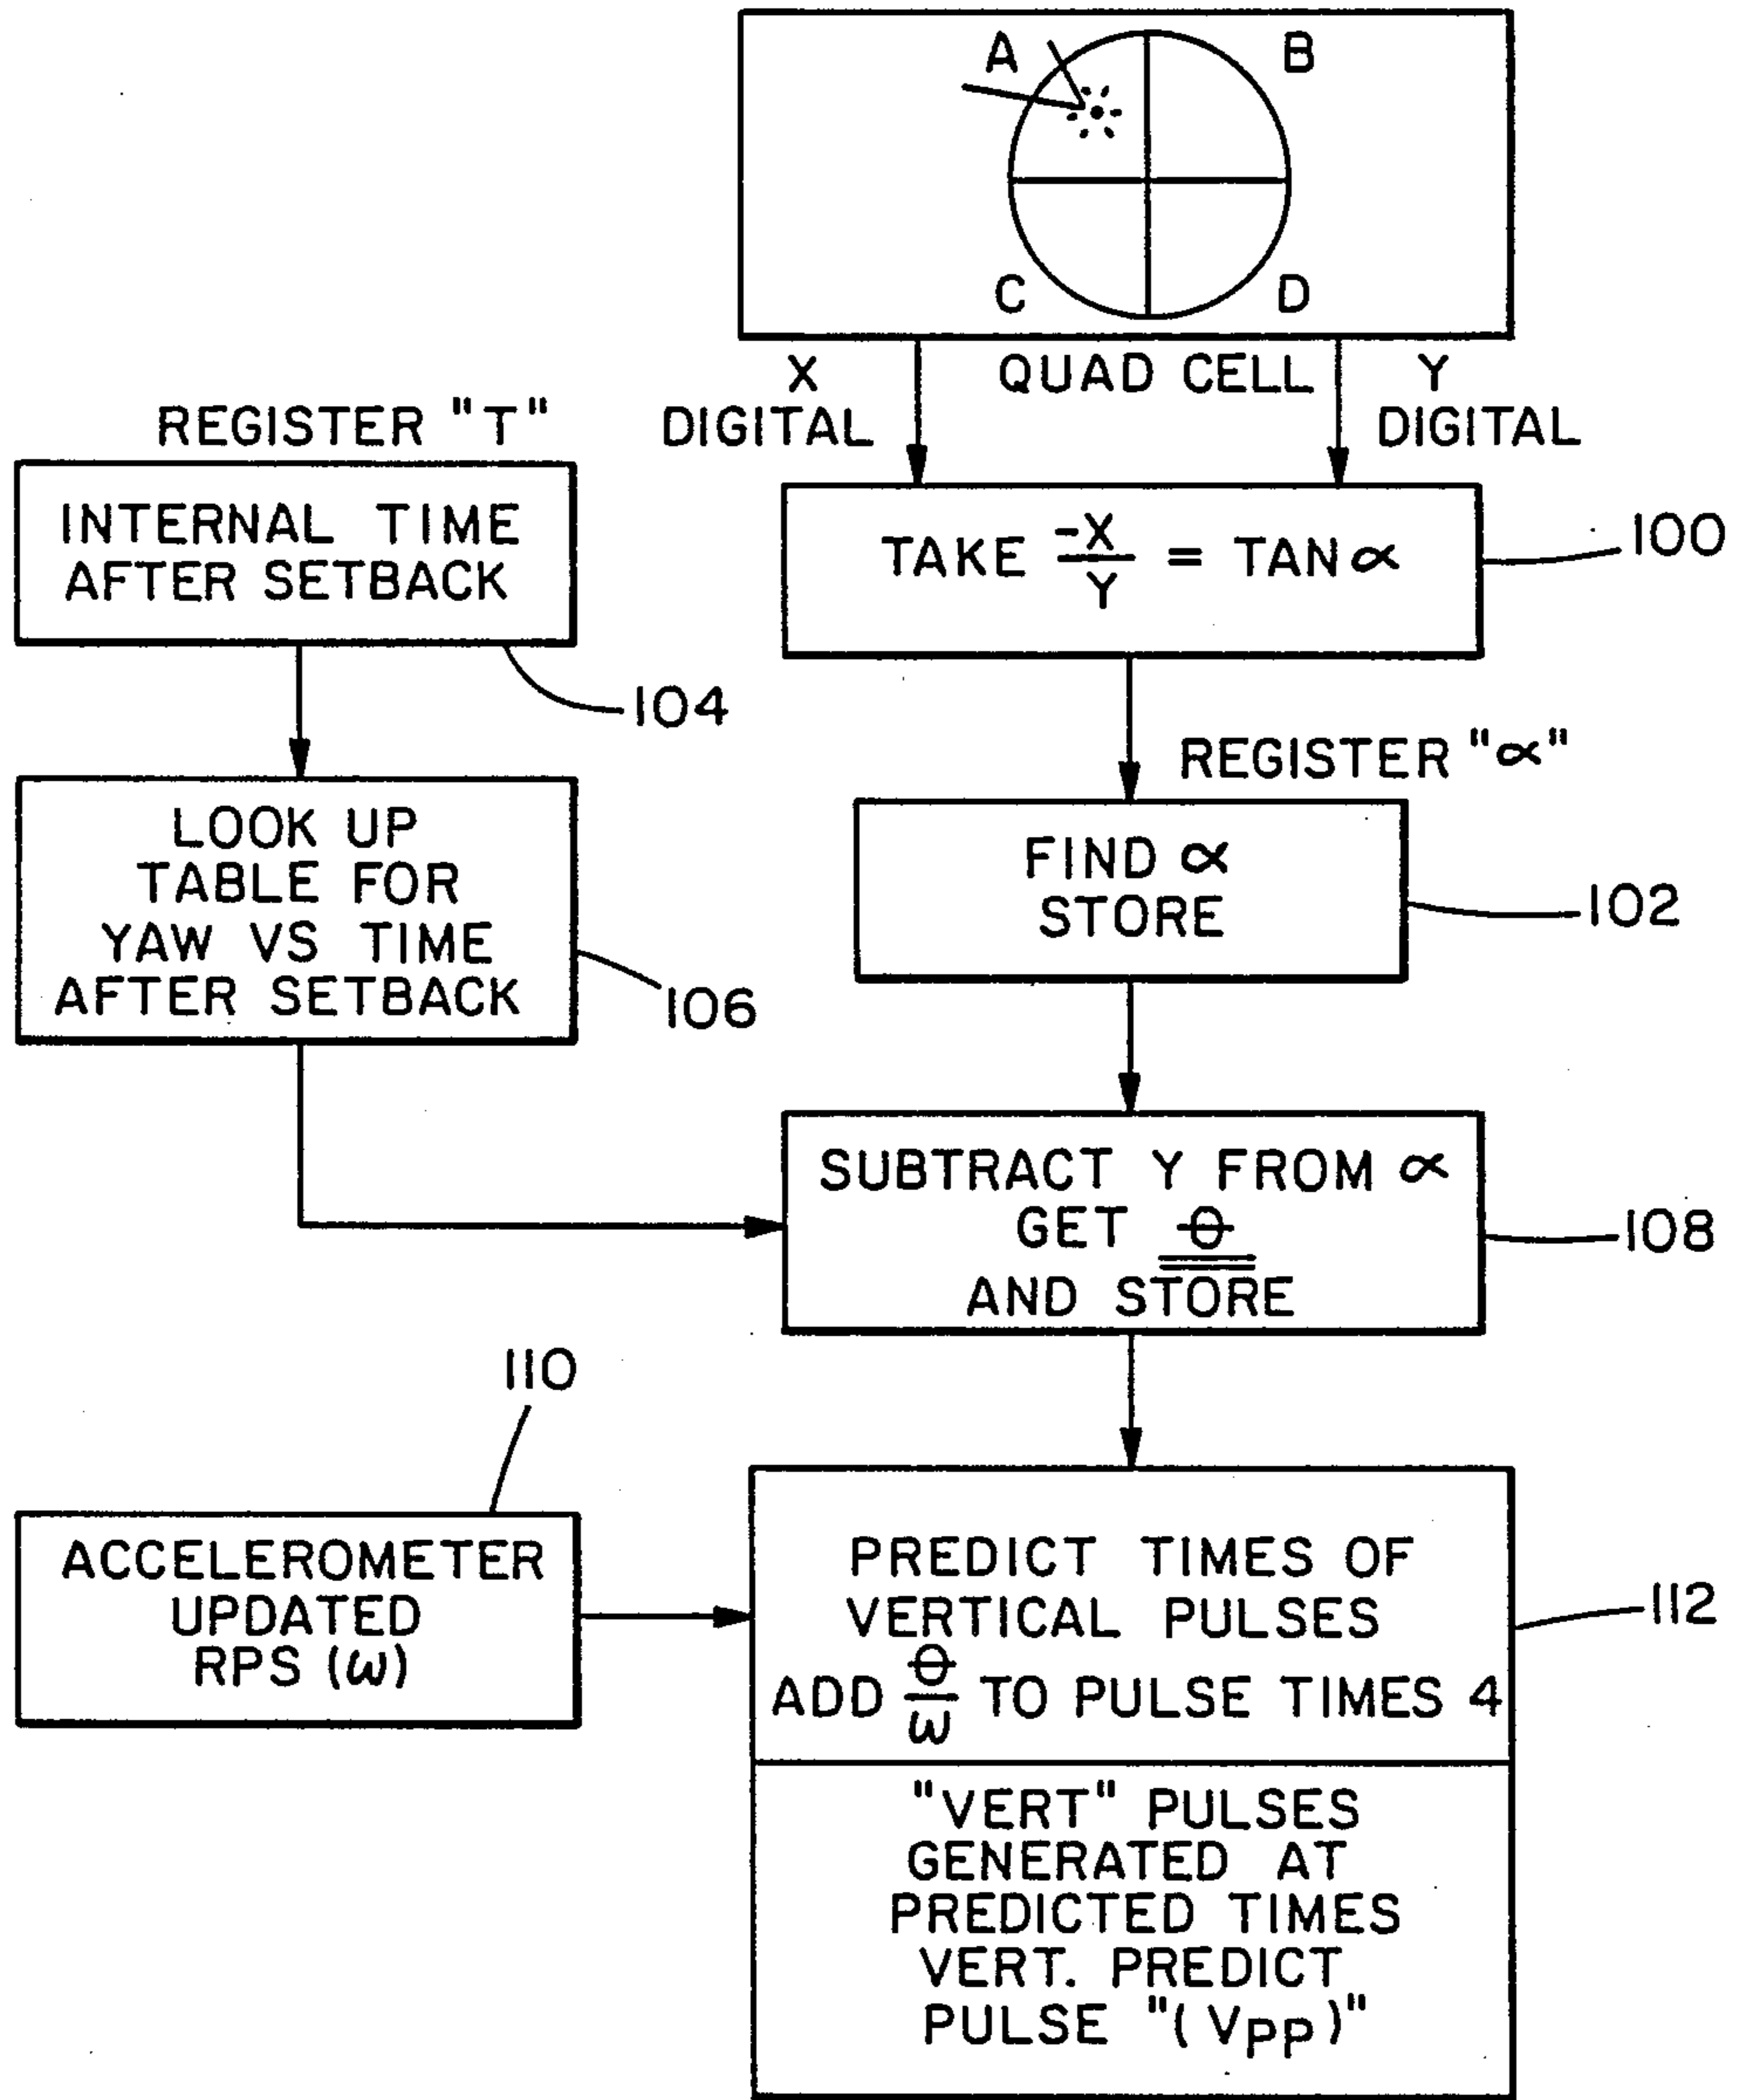 A B
C D
X QUAD CELL Y
DIGITAL DIGITAL
REGISTER "T"
INTERNAL TIME
AFTER SETBACK
104
TAKE -X/Y = TAN ∝
100
REGISTER "∝"
LOOK UP
TABLE FOR
YAW VS TIME
AFTER SETBACK
106
FIND ∝
STORE
102
SUBTRACT Y FROM ∝
GET θ
AND STORE
108
110
ACCELEROMETER
UPDATED
RPS (ω)
PREDICT TIMES OF
VERTICAL PULSES
ADD θ/ω TO PULSE TIMES 4
112
"VERT" PULSES
GENERATED AT
PREDICTED TIMES
VERT. PREDICT
PULSE "(VPP)"